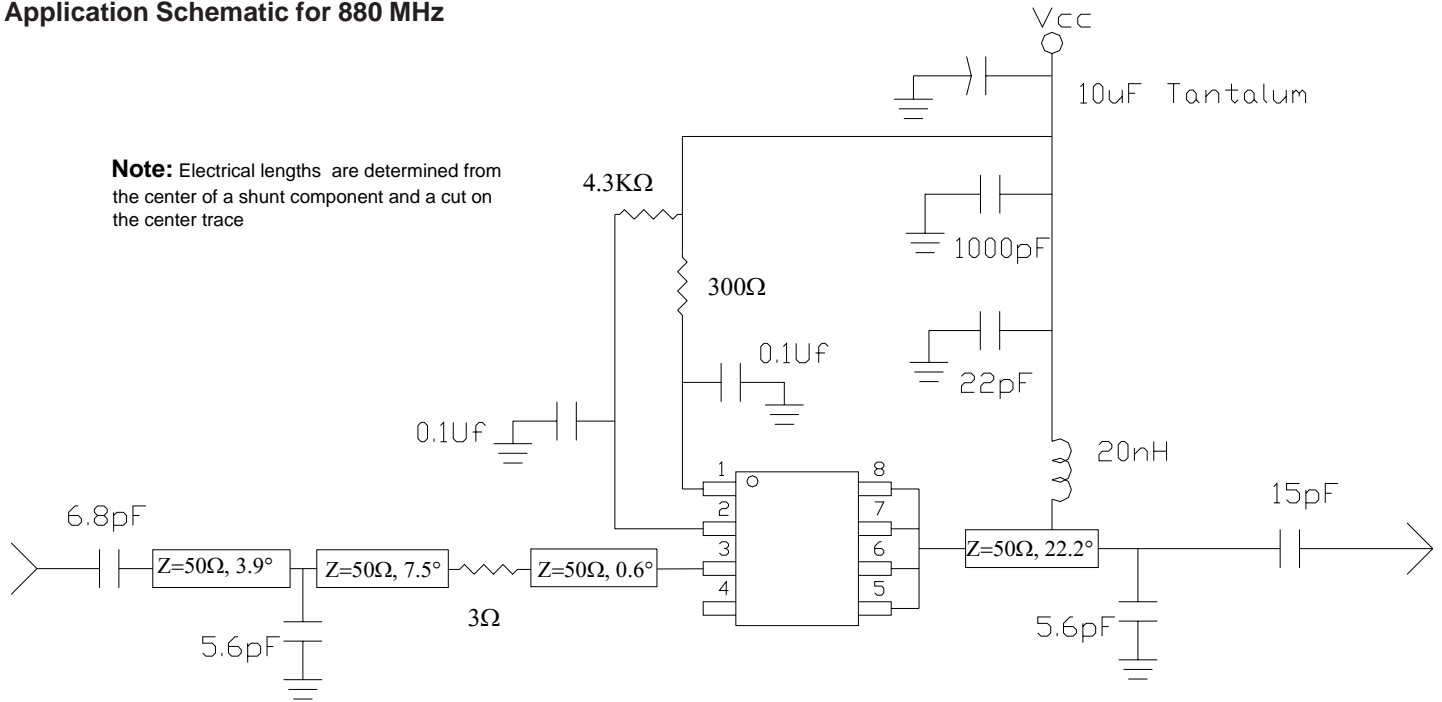 Application Schematic for 880 MHz
Vcc
10uF Tantalum
Note: Electrical lengths are determined from
the center of a shunt component and a cut on
the center trace
4.3KΩ
1000pF
300Ω
0.1Uf
22pF
0.1Uf
20nH
1
8
15pF
6.8pF
2
7
3
6
Z=50Ω, 3.9°
Z=50Ω, 7.5°
Z=50Ω, 0.6°
Z=50Ω, 22.2°
4
5
3Ω
5.6pF
5.6pF